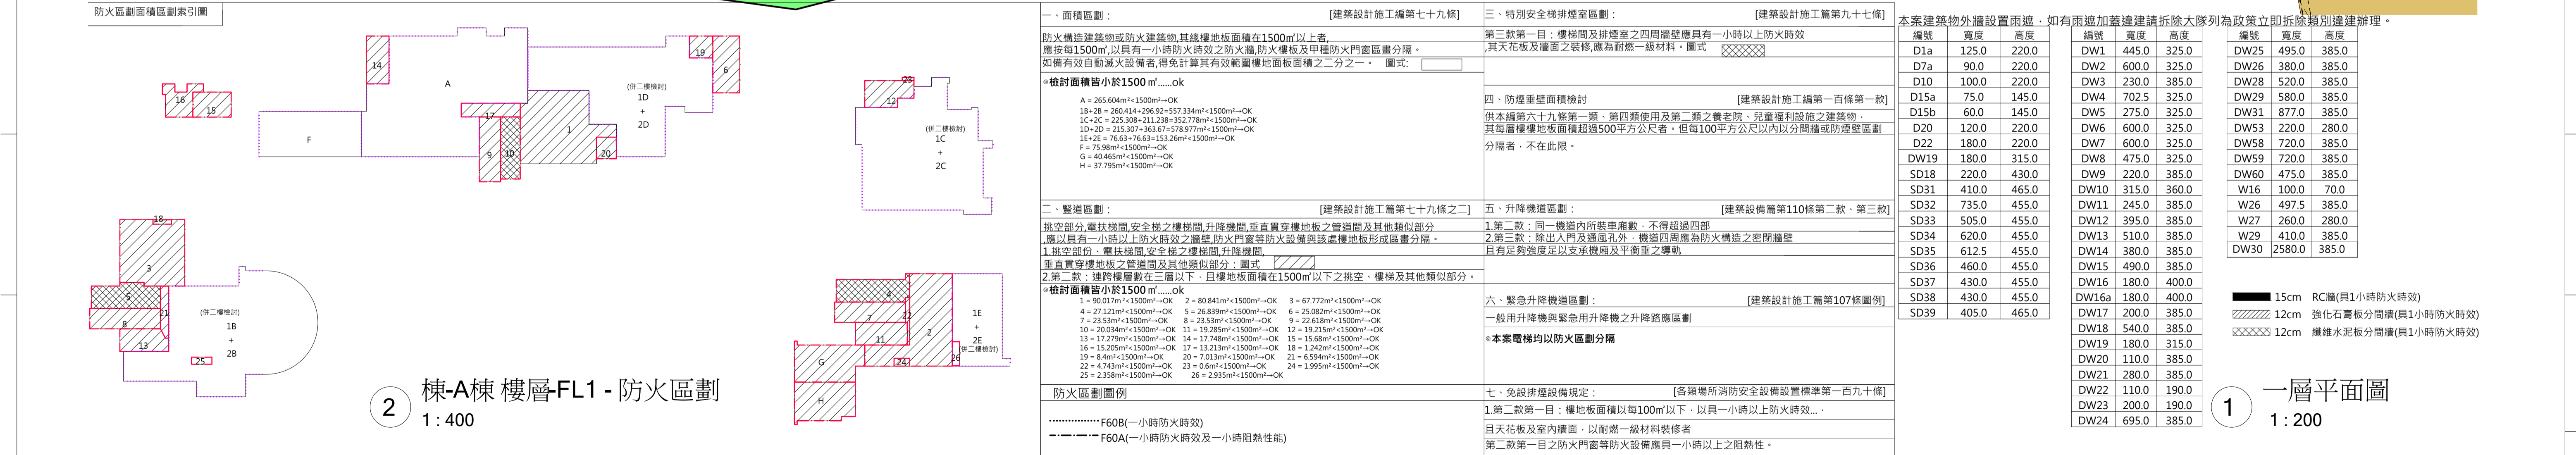 防火區劃面積區劃索引圖
14
A
19
6
16
15
(併二樓檢討)
1D
+
2D
F
17
9
10
1
20
23
12
(併二樓檢討)
1C
+
2C
18
3
5
21
8
13
(併二樓檢討)
1B
+
2B
25
4
7
22
11
2
24
26
G
H
1E
+
2E
(併二樓檢討)
2
棟-A棟 樓層-FL1 - 防火區劃
1 : 400
一、面積區劃： [建築設計施工編第七十九條]
防火構造建築物或防火建築物,其總樓地板面積在1500㎡以上者,
應按每1500㎡,以具有一小時防火時效之防火牆,防火樓板及甲種防火門窗區畫分隔。
如備有效自動滅火設備者,得免計算其有效範圍樓地面板面積之二分之一。 圖式:
※檢討面積皆小於1500 ㎡......ok
A = 265.604m²<1500m²→OK
1B+2B = 260.414+296.92=557.334m²<1500m²→OK
1C+2C = 225.308+211.238=352.778m²<1500m²→OK
1D+2D = 215.307+363.67=578.977m²<1500m²→OK
1E+2E = 76.63+76.63=153.26m²<1500m²→OK
F = 75.98m²<1500m²→OK
G = 40.465m²<1500m²→OK
H = 37.795m²<1500m²→OK
二、豎道區劃： [建築設計施工篇第七十九條之二]
挑空部分,電扶梯間,安全梯之樓梯間,升降機間,垂直貫穿樓地板之管道間及其他類似部分
,應以具有一小時以上防火時效之牆壁,防火門窗等防火設備與該處樓地板形成區畫分隔。
1.挑空部份、電扶梯間,安全梯之樓梯間,升降機間,
垂直貫穿樓地板之管道間及其他類似部分：圖式
2.第二款：連跨樓層數在三層以下，且樓地板面積在1500㎡以下之挑空、樓梯及其他類似部分。
※檢討面積皆小於1500 ㎡......ok
1 = 90.017m²<1500m²→OK 2 = 80.841m²<1500m²→OK 3 = 67.772m²<1500m²→OK
4 = 27.121m²<1500m²→OK 5 = 26.839m²<1500m²→OK 6 = 25.082m²<1500m²→OK
7 = 23.53m²<1500m²→OK 8 = 23.53m²<1500m²→OK 9 = 22.618m²<1500m²→OK
10 = 20.034m²<1500m²→OK 11 = 19.285m²<1500m²→OK 12 = 19.215m²<1500m²→OK
13 = 17.279m²<1500m²→OK 14 = 17.748m²<1500m²→OK 15 = 15.68m²<1500m²→OK
16 = 15.205m²<1500m²→OK 17 = 13.213m²<1500m²→OK 18 = 1.242m²<1500m²→OK
19 = 8.4m²<1500m²→OK 20 = 7.013m²<1500m²→OK 21 = 6.594m²<1500m²→OK
22 = 4.743m²<1500m²→OK 23 = 0.6m²<1500m²→OK 24 = 1.995m²<1500m²→OK
25 = 2.358m²<1500m²→OK 26 = 2.935m²<1500m²→OK
防火區劃圖例
F60B(一小時防火時效)
F60A(一小時防火時效及一小時阻熱性能)
三、特別安全梯排煙室區劃： [建築設計施工篇第九十七條]
第三款第一目：樓梯間及排煙室之四周牆壁應具有一小時以上防火時效
,其天花板及牆面之裝修,應為耐燃一級材料。圖式
四、防煙垂壁面積檢討 [建築設計施工編第一百條第一款]
供本編第六十九條第一類、第四類使用及第二類之養老院、兒童福利設施之建築物，
其每層樓樓地板面積超過500平方公尺者。但每100平方公尺以內以分間牆或防煙壁區劃
分隔者，不在此限。
五、升降機道區劃： [建築設備篇第110條第二款、第三款]
1.第二款：同一機道內所裝車廂數，不得超過四部
2.第三款：除出入門及通風孔外，機道四周應為防火構造之密閉牆壁
且有足夠強度足以支承機廂及平衡垂之導軌
六、緊急升降機道區劃： [建築設計施工篇第107條圖例]
一般用升降機與緊急用升降機之升降路應區劃
※本案電梯均以防火區劃分隔
七、免設排煙設備規定： [各類場所消防安全設備設置標準第一百九十條]
1.第二款第一目：樓地板面積以每100㎡以下，以具一小時以上防火時效...，
且天花板及室內牆面，以耐燃一級材料裝修者
第二款第一目之防火門窗等防火設備應具一小時以上之阻熱性。
本案建築物外牆設置雨遮，如有雨遮加蓋違建請拆除大隊列為政策立即拆除類別違建辦理。
編號 寬度 高度
D1a 125.0 220.0
D7a 90.0 220.0
D10 100.0 220.0
D15a 75.0 145.0
D15b 60.0 145.0
D20 120.0 220.0
D22 180.0 220.0
DW19 180.0 315.0
SD18 220.0 430.0
SD31 410.0 465.0
SD32 735.0 455.0
SD33 505.0 455.0
SD34 620.0 455.0
SD35 612.5 455.0
SD36 460.0 455.0
SD37 430.0 455.0
SD38 430.0 455.0
SD39 405.0 465.0
編號 寬度 高度
DW1 445.0 325.0
DW2 600.0 325.0
DW3 230.0 385.0
DW4 702.5 325.0
DW5 275.0 325.0
DW6 600.0 325.0
DW7 600.0 325.0
DW8 475.0 325.0
DW9 220.0 385.0
DW10 315.0 360.0
DW11 245.0 385.0
DW12 395.0 385.0
DW13 510.0 385.0
DW14 380.0 385.0
DW15 490.0 385.0
DW16 180.0 400.0
DW16a 180.0 400.0
DW17 200.0 385.0
DW18 540.0 385.0
DW19 180.0 315.0
DW20 110.0 385.0
DW21 280.0 385.0
DW22 110.0 190.0
DW23 200.0 190.0
DW24 695.0 385.0
編號 寬度 高度
DW25 495.0 385.0
DW26 380.0 385.0
DW28 520.0 385.0
DW29 580.0 385.0
DW31 877.0 385.0
DW53 220.0 280.0
DW58 720.0 385.0
DW59 720.0 385.0
DW60 475.0 385.0
W16 100.0 70.0
W26 497.5 385.0
W27 260.0 280.0
W29 410.0 385.0
DW30 2580.0 385.0
15cm RC牆(具1小時防火時效)
12cm 強化石膏板分間牆(具1小時防火時效)
12cm 纖維水泥板分間牆(具1小時防火時效)
1
一層平面圖
1 : 200